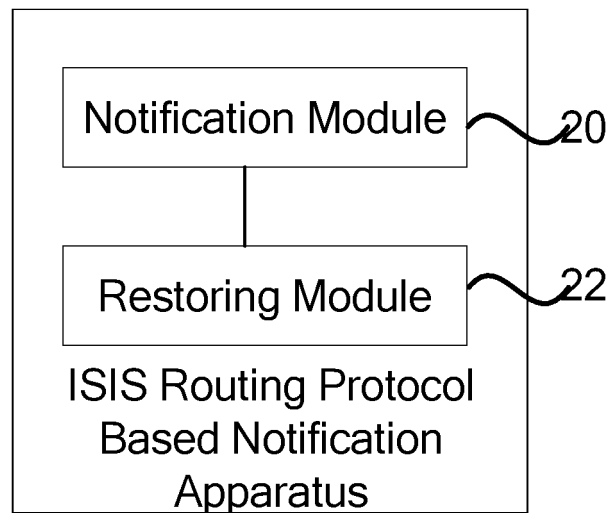 Notification Module
20
Restoring Module
22
ISIS Routing Protocol
Based Notification
Apparatus